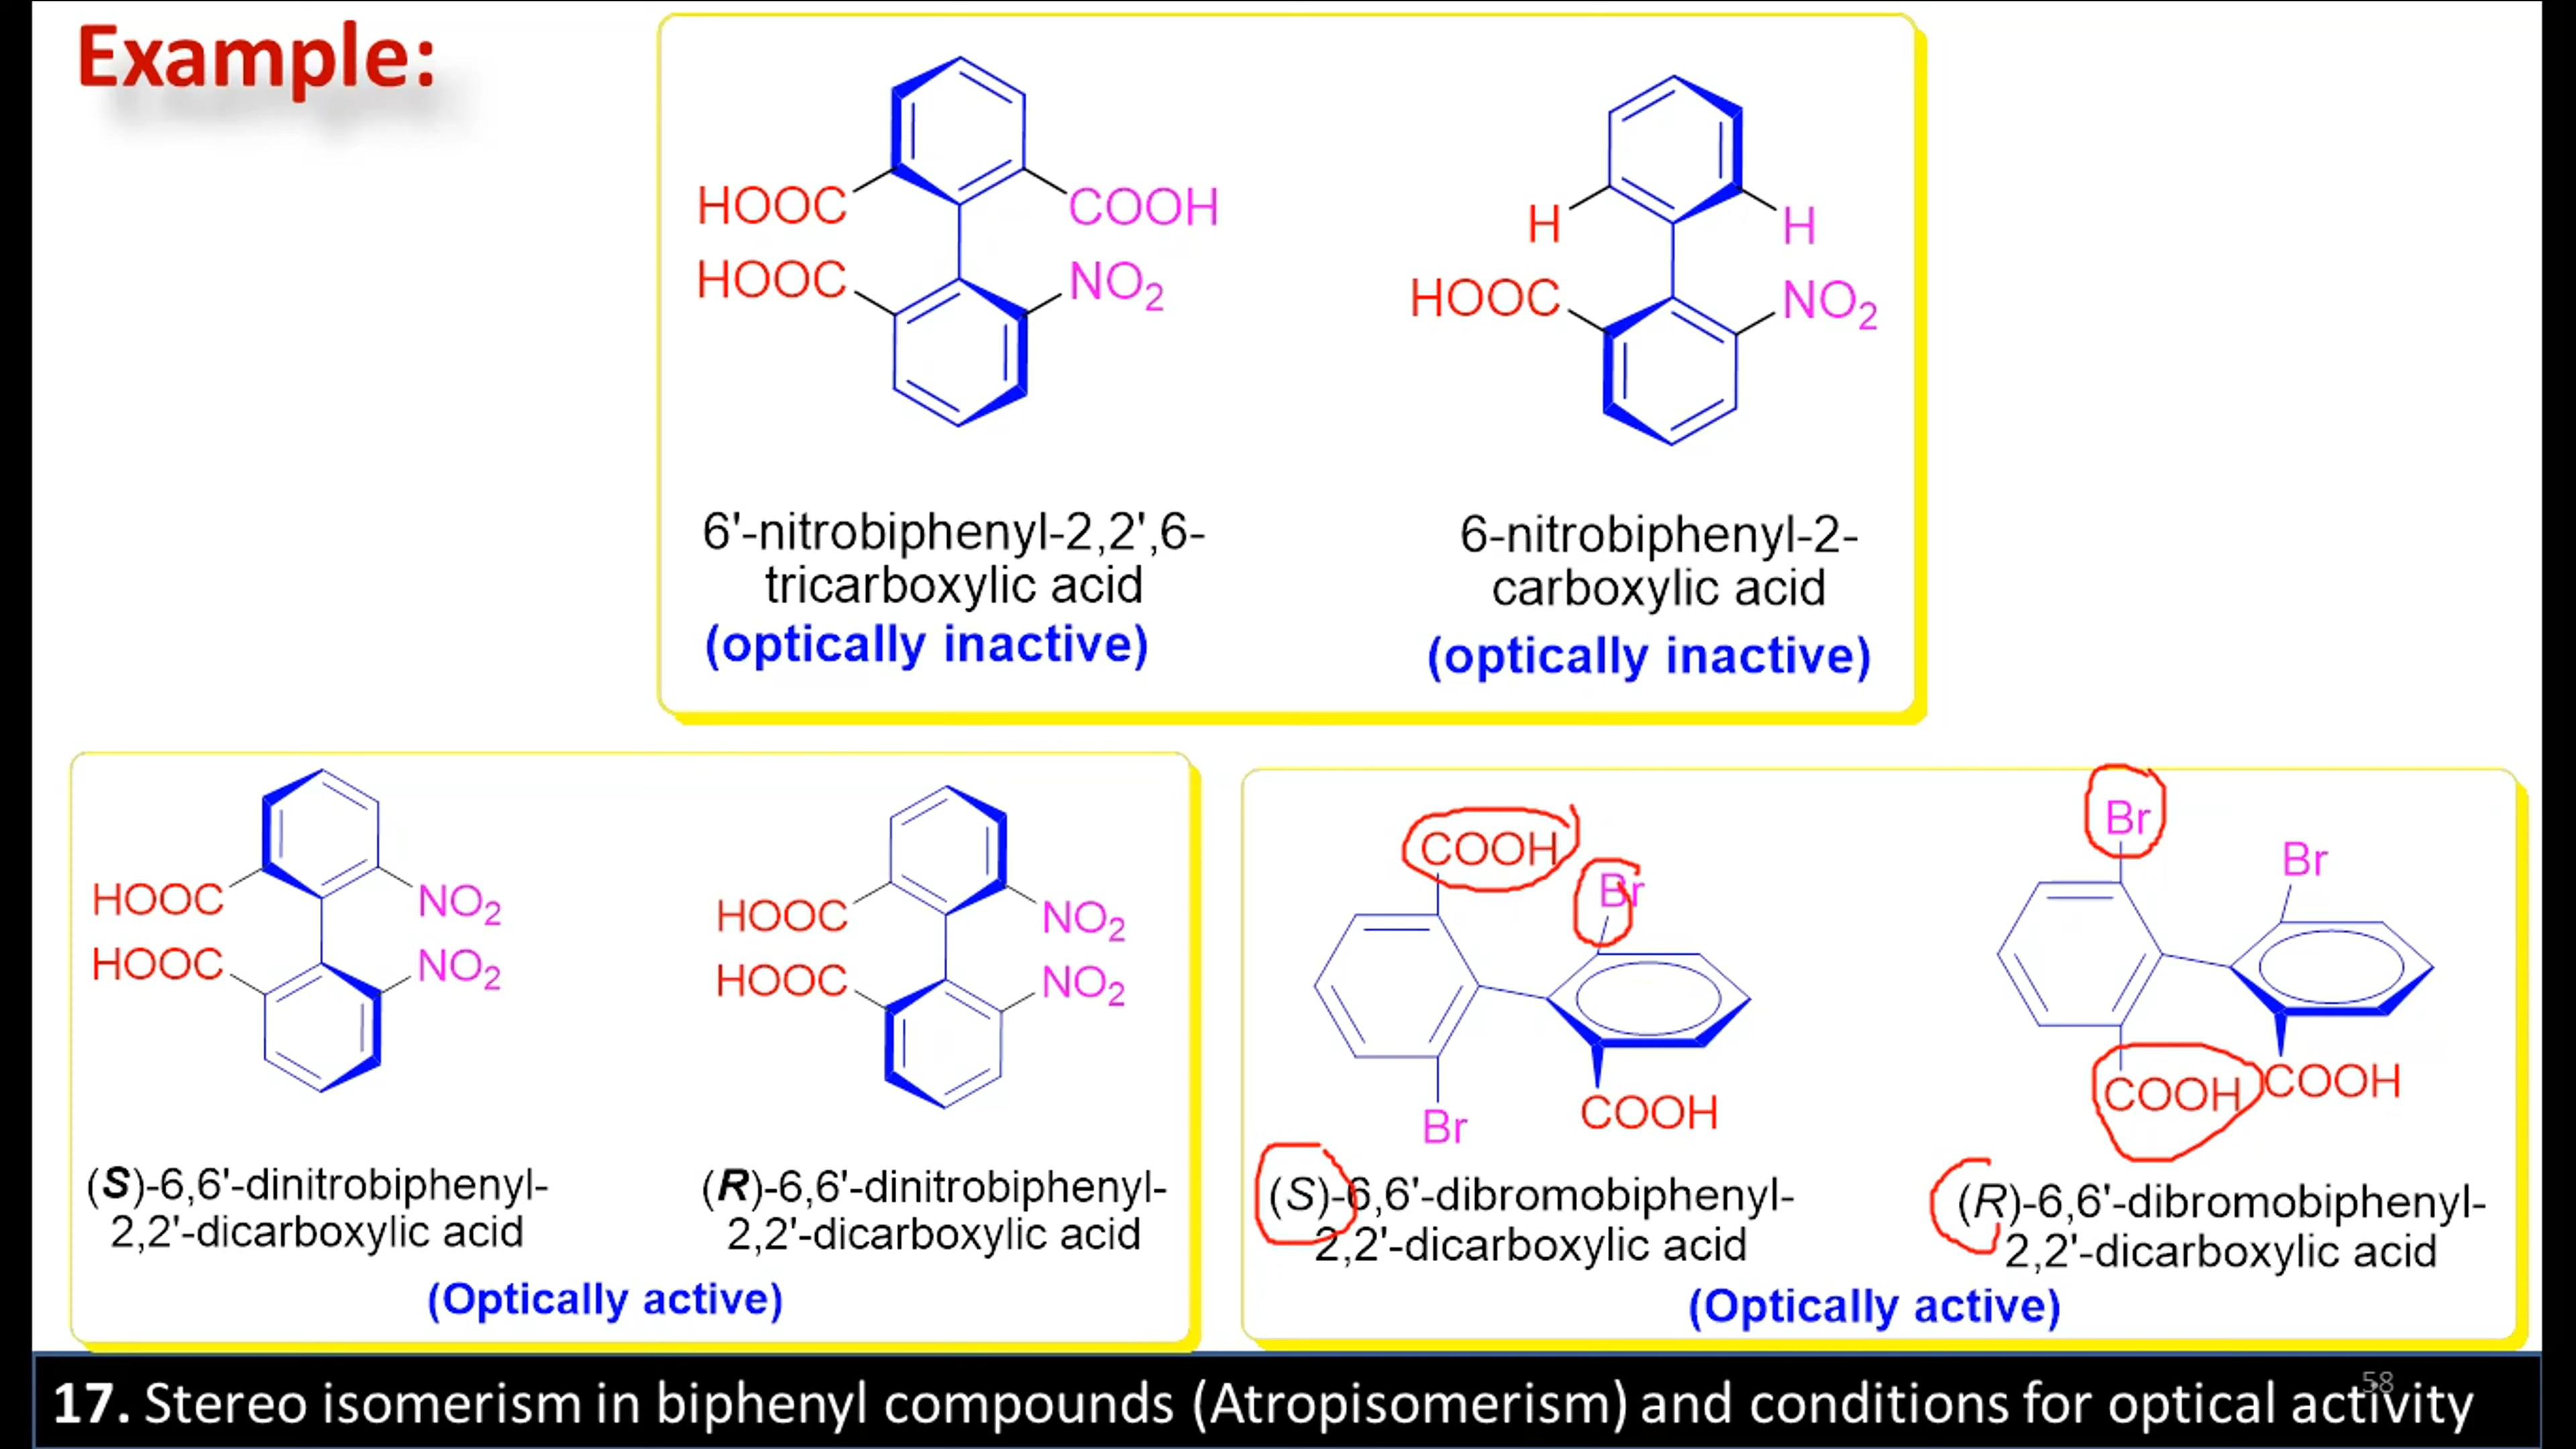 Example:
HOOC COOH
HOOC NO₂
6'-nitrobiphenyl-2,2',6-
tricarboxylic acid
(optically inactive)
H H
HOOC NO₂
6-nitrobiphenyl-2-
carboxylic acid
(optically inactive)
HOOC NO₂
HOOC NO₂
(S)-6,6'-dinitrobiphenyl-
2,2'-dicarboxylic acid
HOOC NO₂
HOOC NO₂
(R)-6,6'-dinitrobiphenyl-
2,2'-dicarboxylic acid
(Optically active)
COOH
Br
Br
COOH
(S)-6,6'-dibromobiphenyl-
2,2'-dicarboxylic acid
Br
Br
COOH
COOH
(R)-6,6'-dibromobiphenyl-
2,2'-dicarboxylic acid
(Optically active)
58
17. Stereo isomerism in biphenyl compounds (Atropisomerism) and conditions for optical activity